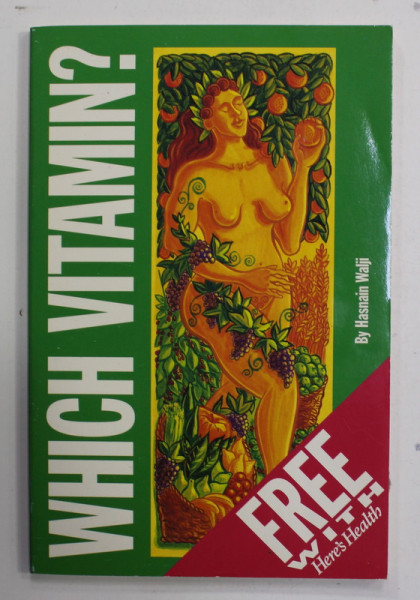 WHICH VITAMIN?
By Hasnain Walji
FREE
WITH
Here's Health